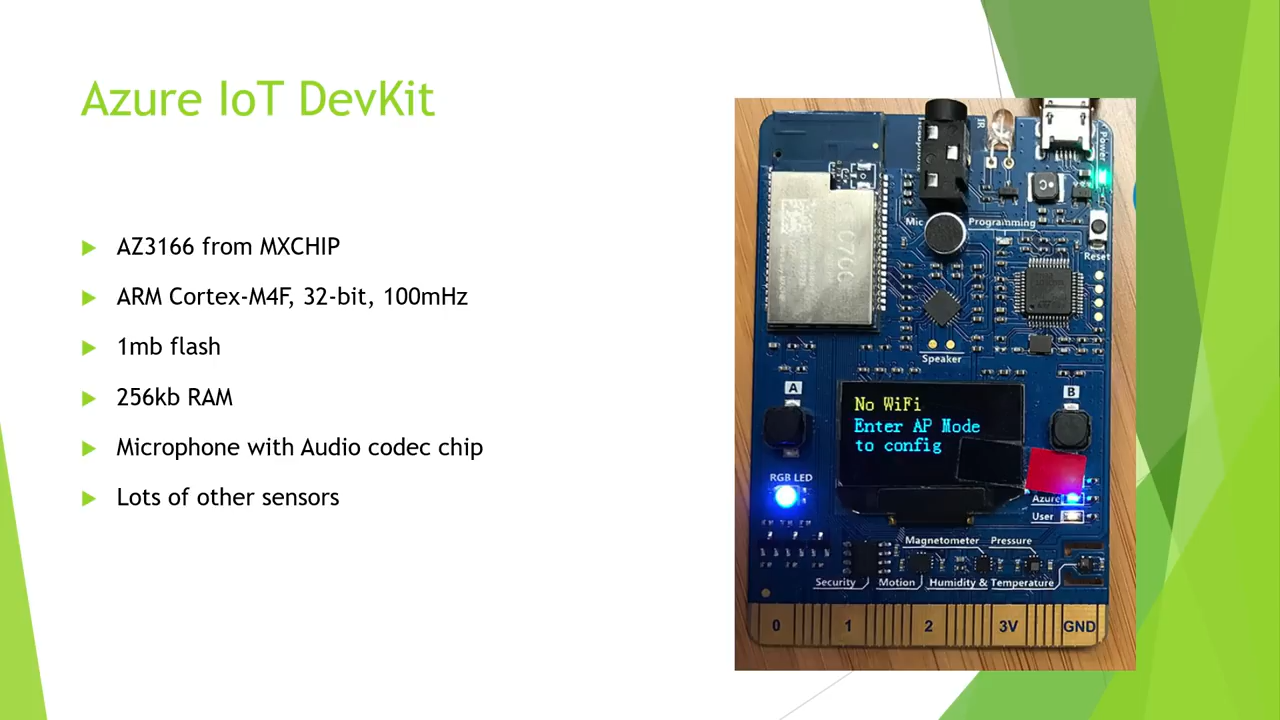 Azure IoT DevKit
AZ3166 from MXCHIP
ARM Cortex-M4F, 32-bit, 100mHz
1mb flash
256kb RAM
Microphone with Audio codec chip
Lots of other sensors
IR
Power
Mic
Programming
Reset
Speaker
A
B
No WiFi
Enter AP Mode
to config
RGB LED
Azure
User
Magnetometer
Pressure
Security
Motion
Humidity & Temperature
0 1 2 3V GND